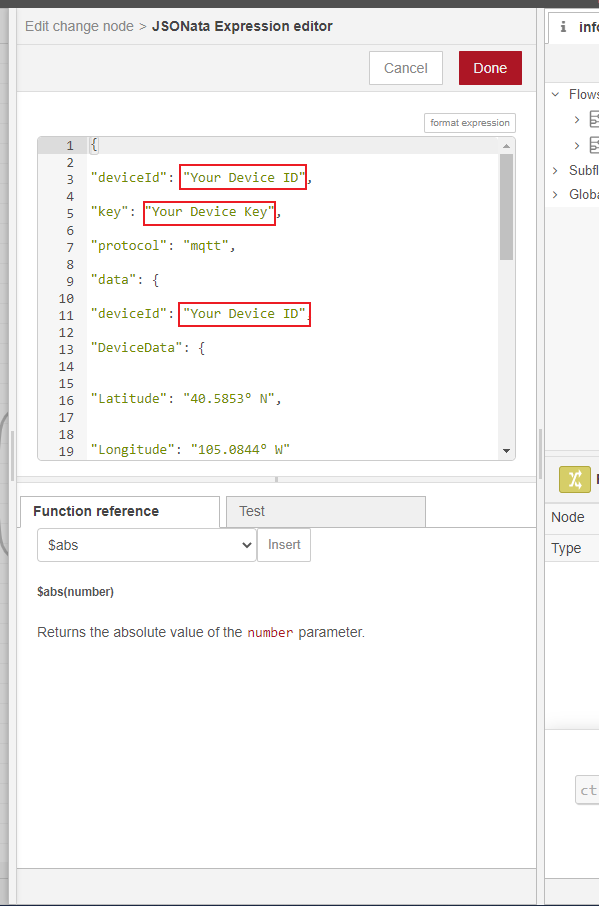 Edit change node > JSONata Expression editor
Cancel
Done
format expression
1 {
2
3 "deviceId": "Your Device ID",
4
5 "key": "Your Device Key",
6
7 "protocol": "mqtt",
8
9 "data": {
10
11 "deviceId": "Your Device ID",
12
13 "DeviceData": {
14
15
16 "Latitude": "40.5853º N",
17
18
19 "Longitude": "105.0844º W"
Function reference
Test
$abs
Insert
$abs(number)
Returns the absolute value of the number parameter.
i info
Flows
Subfl
Globa
Node
Type
ct